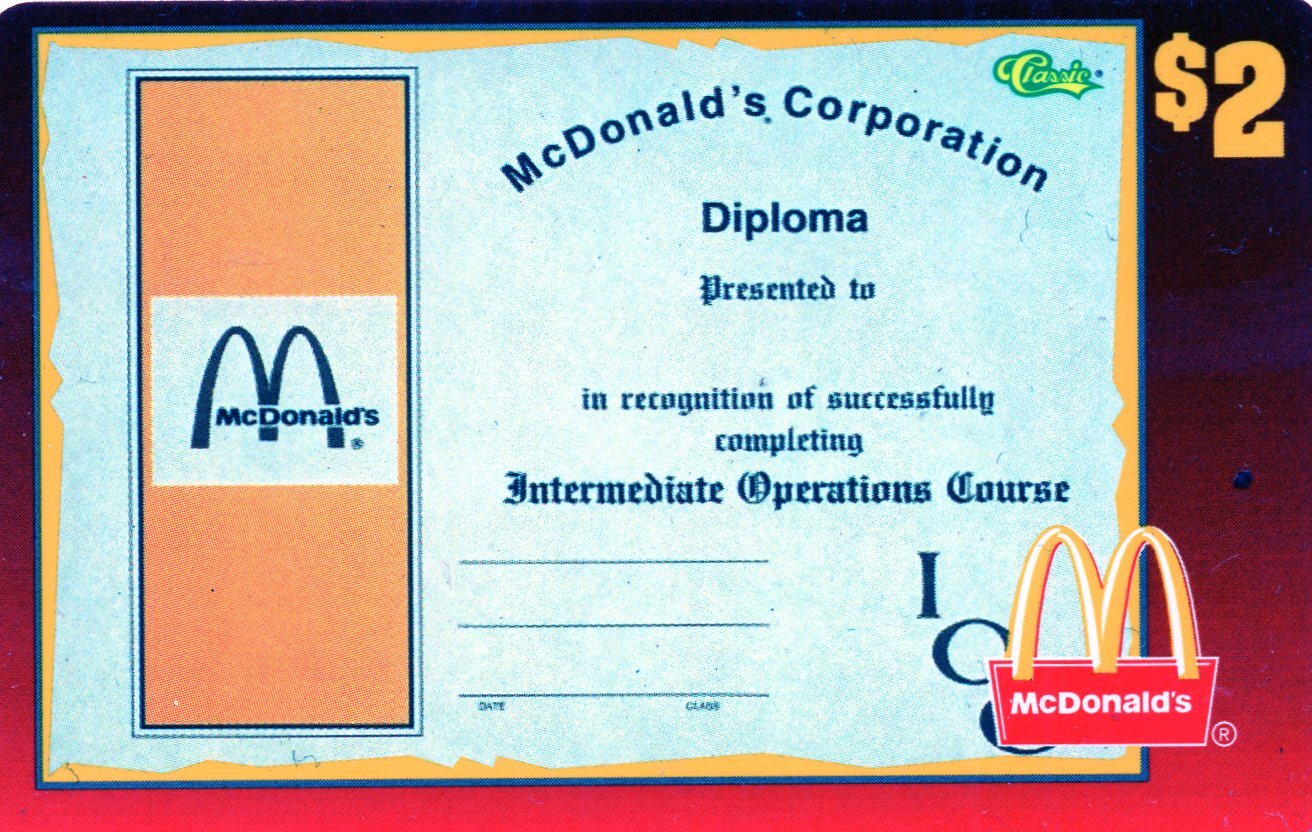 Classic®
$2
McDonald's Corporation
Diploma
Presented to
McDonald's
®
in recognition of successfully
completing
Intermediate Operations Course
I
O
DATE CLASS
McDonald's
®